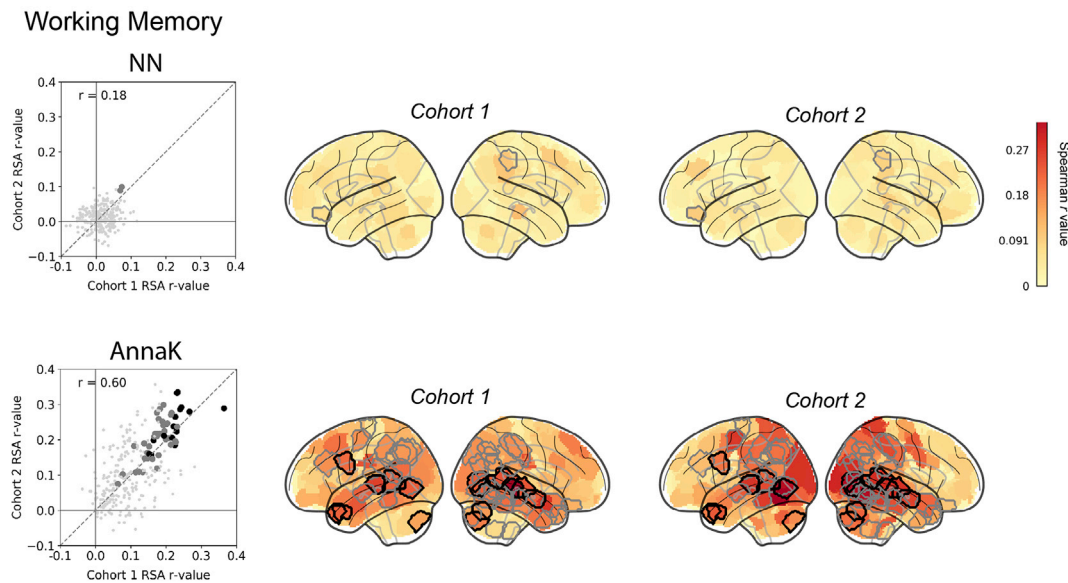 Working Memory
NN
0.4
0.3
0.2
0.1
0.0
−0.1
r = 0.18
Cohort 2 RSA r-value
-0.1 0.0 0.1 0.2 0.3 0.4
Cohort 1 RSA r-value
Cohort 1
Cohort 2
0.27
0.18
0.091
0
Spearman r value
AnnaK
0.4
0.3
0.2
0.1
0.0
−0.1
r = 0.60
Cohort 2 RSA r-value
-0.1 0.0 0.1 0.2 0.3 0.4
Cohort 1 RSA r-value
Cohort 1
Cohort 2